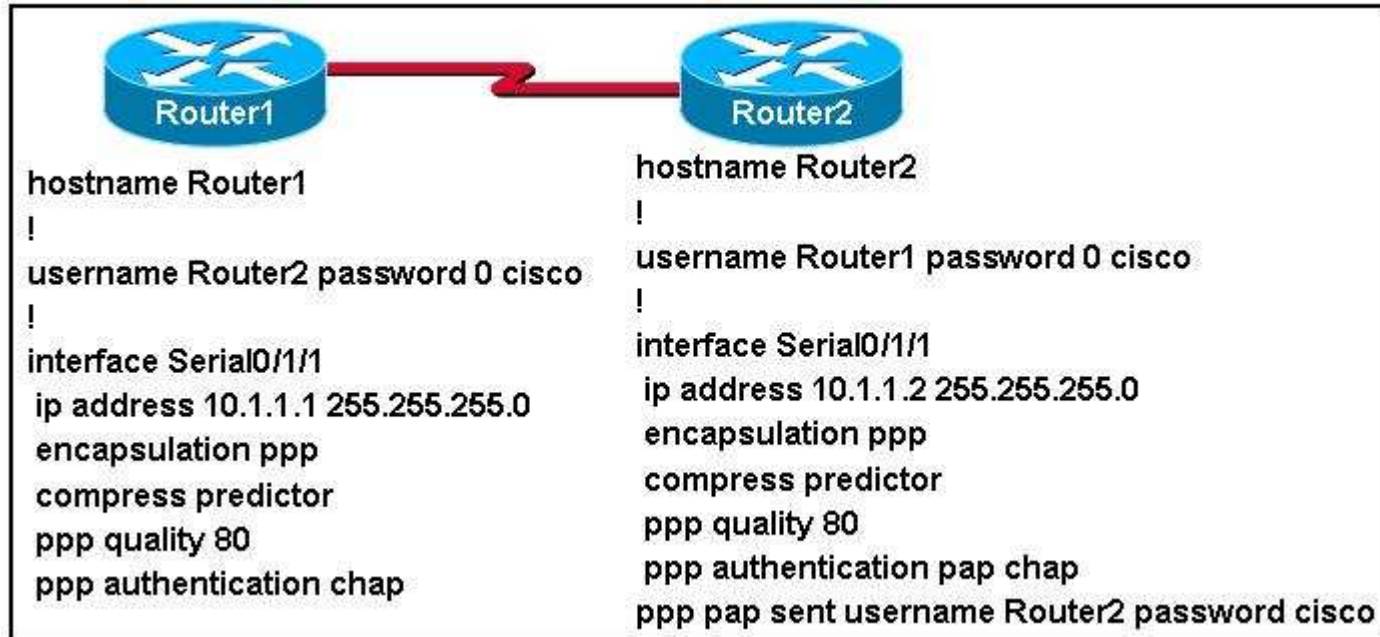 Router1
Router2
hostname Router1
!
username Router2 password 0 cisco
!
interface Serial0/1/1
ip address 10.1.1.1 255.255.255.0
encapsulation ppp
compress predictor
ppp quality 80
ppp authentication chap
hostname Router2
!
username Router1 password 0 cisco
!
interface Serial0/1/1
ip address 10.1.1.2 255.255.255.0
encapsulation ppp
compress predictor
ppp quality 80
ppp authentication pap chap
ppp pap sent username Router2 password cisco